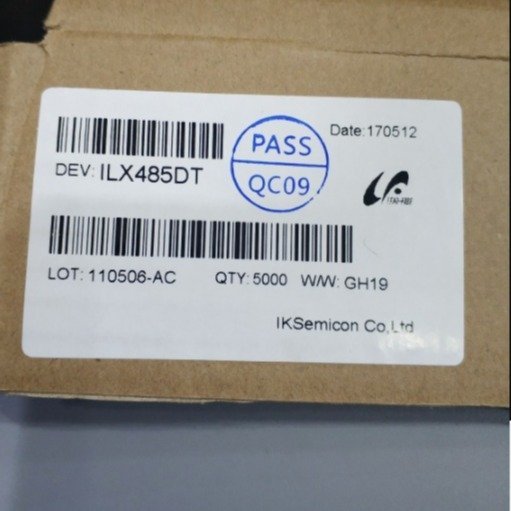 Date:170512
PASS
QC09
DEV: ILX485DT
LOT: 110506-AC QTY: 5000 W/W: GH19
IKSemicon Co,Ltd